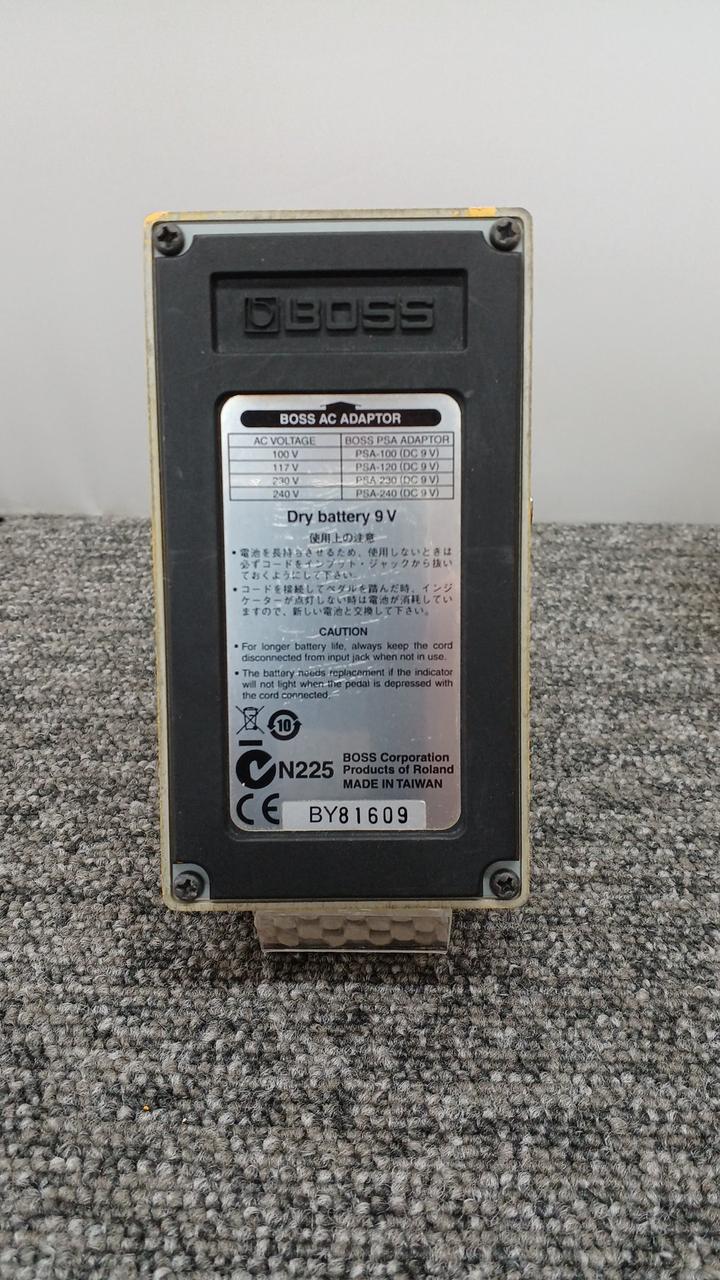 BOSS
BOSS AC ADAPTOR
AC VOLTAGE BOSS PSA ADAPTOR
100 V PSA-100 (DC 9 V)
117 V PSA-120 (DC 9 V)
230 V PSA-230 (DC 9 V)
240 V PSA-240 (DC 9 V)
Dry battery 9 V
使用上の注意
• 電池を長持ちさせるため、使用しないときは
必ずコードをインプット・ジャックから抜い
ておくようにして下さい。
• コードを接続してペダルを踏んだ時、インジ
ケーターが点灯しない時は電池が消耗してい
ますので、新しい電池と交換して下さい。
CAUTION
• For longer battery life, always keep the cord
disconnected from input jack when not in use.
• The battery needs replacement if the indicator
will not light when the pedal is depressed with
the cord connected.
10
N225
BOSS Corporation
Products of Roland
MADE IN TAIWAN
CE
BY81609